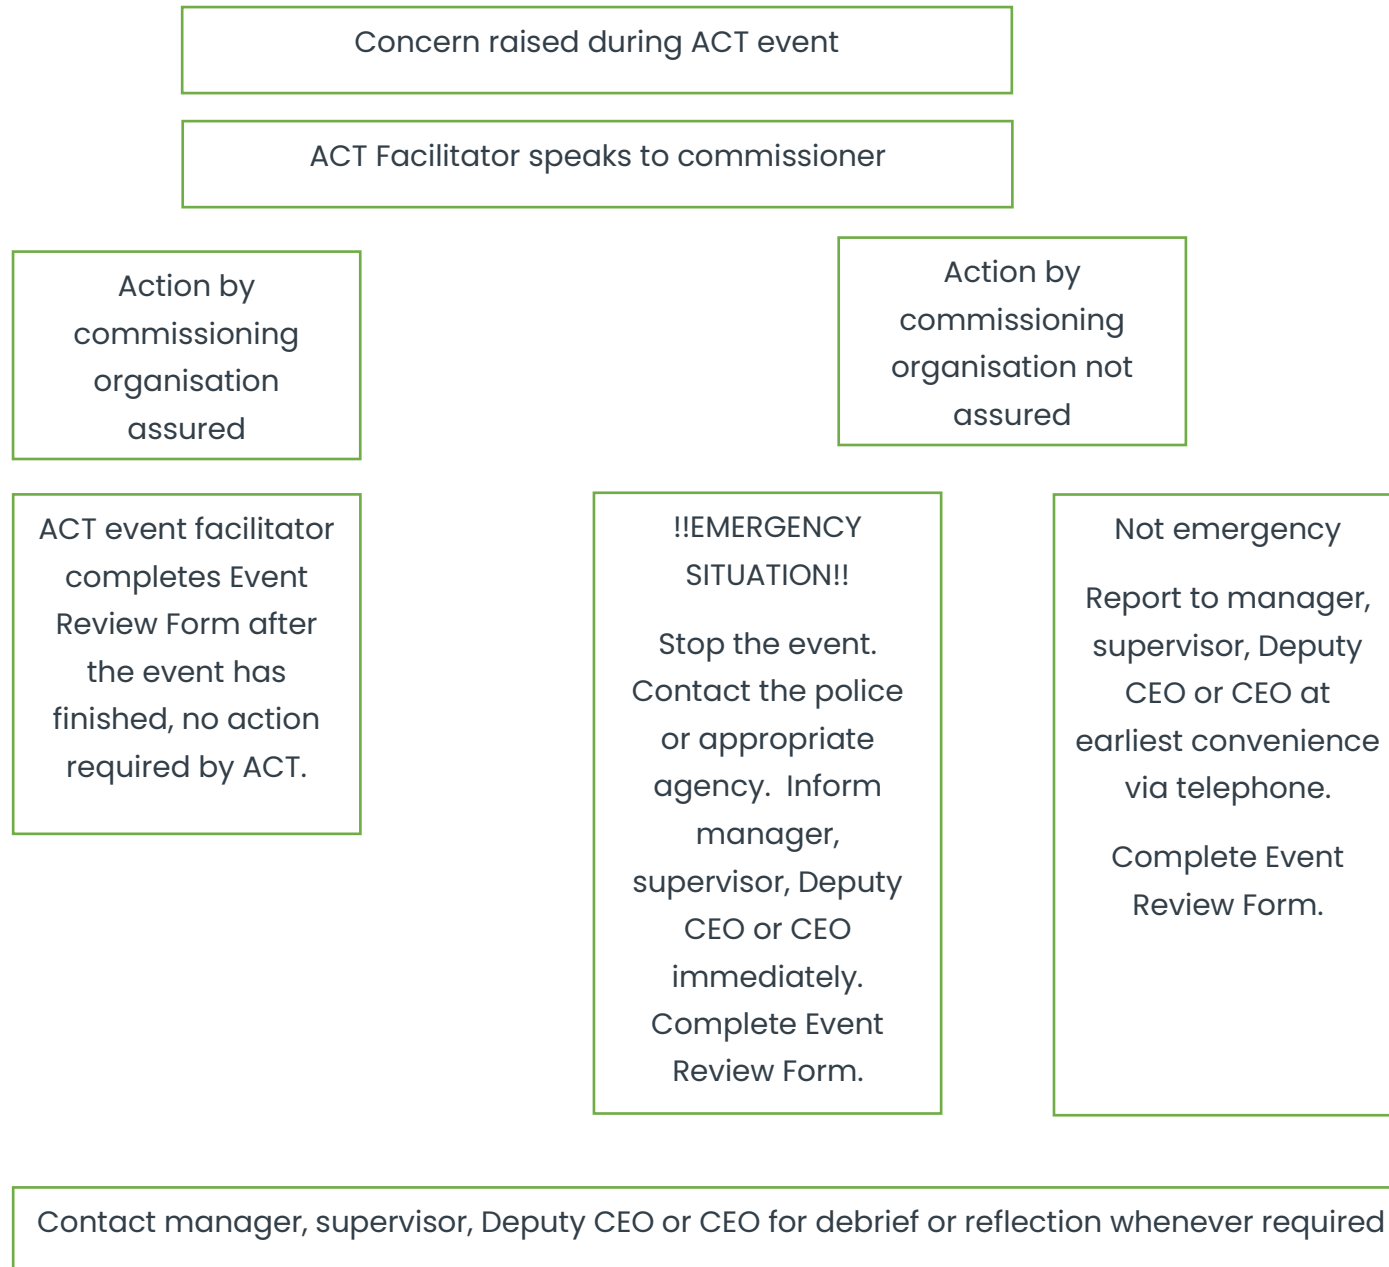 Concern raised during ACT event
ACT Facilitator speaks to commissioner
Action by
commissioning
organisation
assured
Action by
commissioning
organisation not
assured
ACT event facilitator
completes Event
Review Form after
the event has
finished, no action
required by ACT.
!!EMERGENCY
SITUATION!!
Stop the event.
Contact the police
or appropriate
agency.  Inform
manager,
supervisor, Deputy
CEO or CEO
immediately.
Complete Event
Review Form.
Not emergency
Report to manager,
supervisor, Deputy
CEO or CEO at
earliest convenience
via telephone.
Complete Event
Review Form.
Contact manager, supervisor, Deputy CEO or CEO for debrief or reflection whenever required